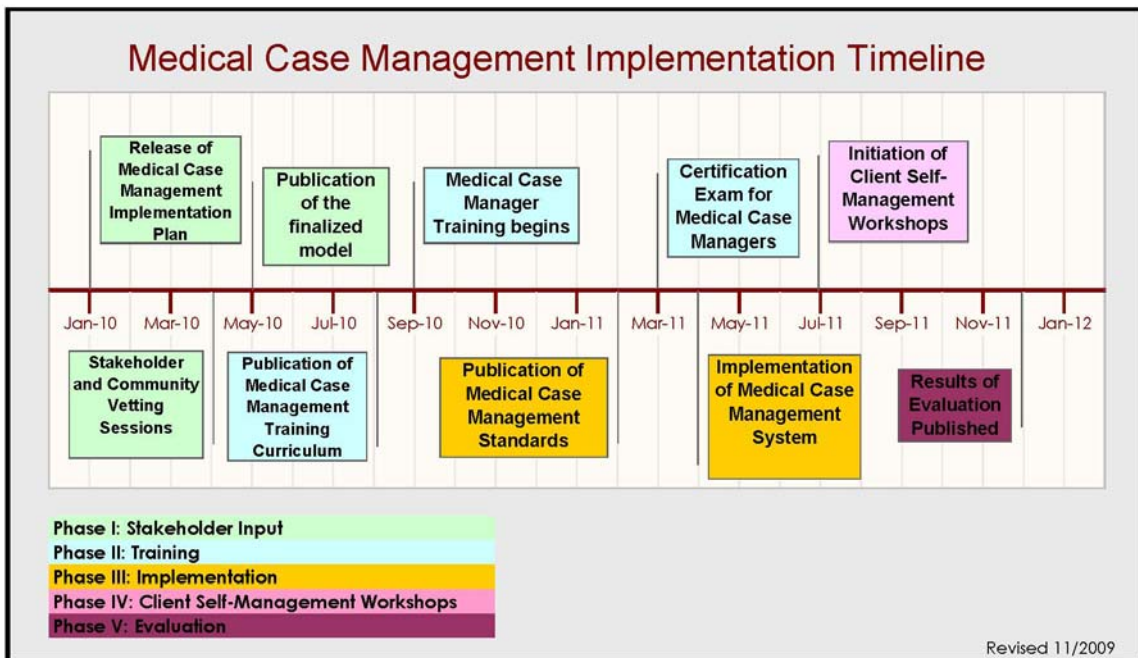 Medical Case Management Implementation Timeline
Release of
Medical Case
Management
Implementation
Plan
Publication
of the
finalized
model
Medical Case
Manager
Training begins
Certification
Exam for
Medical Case
Managers
Initiation of
Client Self-
Management
Workshops
Jan-10 Mar-10 May-10 Jul-10 Sep-10 Nov-10 Jan-11 Mar-11 May-11 Jul-11 Sep-11 Nov-11 Jan-12
Stakeholder
and Community
Vetting
Sessions
Publication of
Medical Case
Management
Training
Curriculum
Publication of
Medical Case
Management
Standards
Implementation
of Medical Case
Management
System
Results of
Evaluation
Published
Phase I: Stakeholder Input
Phase II: Training
Phase III: Implementation
Phase IV: Client Self-Management Workshops
Phase V: Evaluation
Revised 11/2009